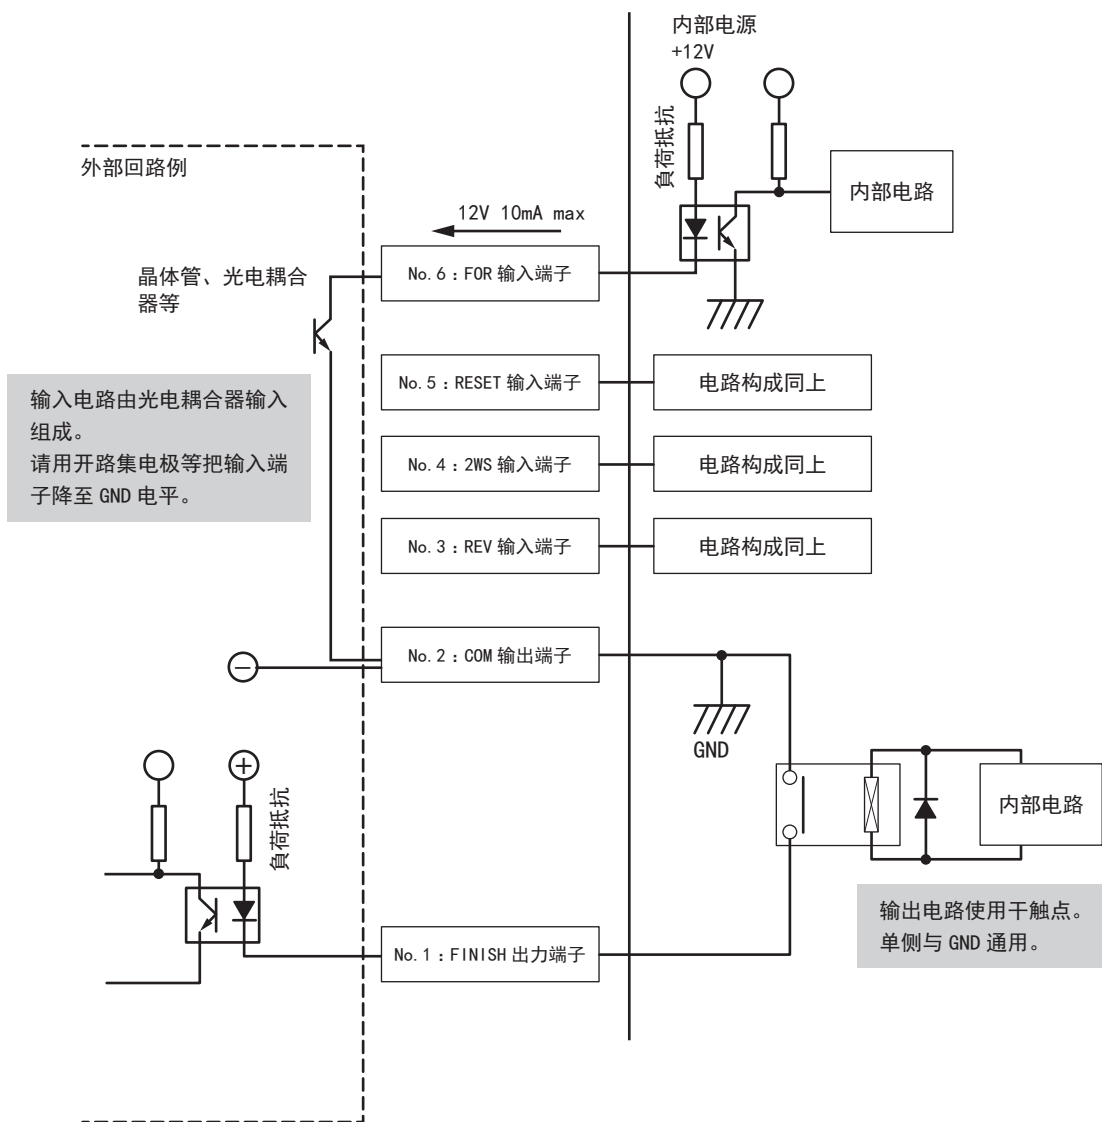 内部电源
+12V
負荷抵抗
内部电路
外部回路例
12V 10mA max
No.6：FOR 输入端子
晶体管、光电耦合
器等
No.5：RESET 输入端子
电路构成同上
输入电路由光电耦合器输入
组成。
请用开路集电极等把输入端
子降至 GND 电平。
No.4：2WS 输入端子
电路构成同上
No.3：REV 输入端子
电路构成同上
No.2：COM 输出端子
GND
負荷抵抗
内部电路
输出电路使用干触点。
单侧与 GND 通用。
No.1：FINISH 出力端子